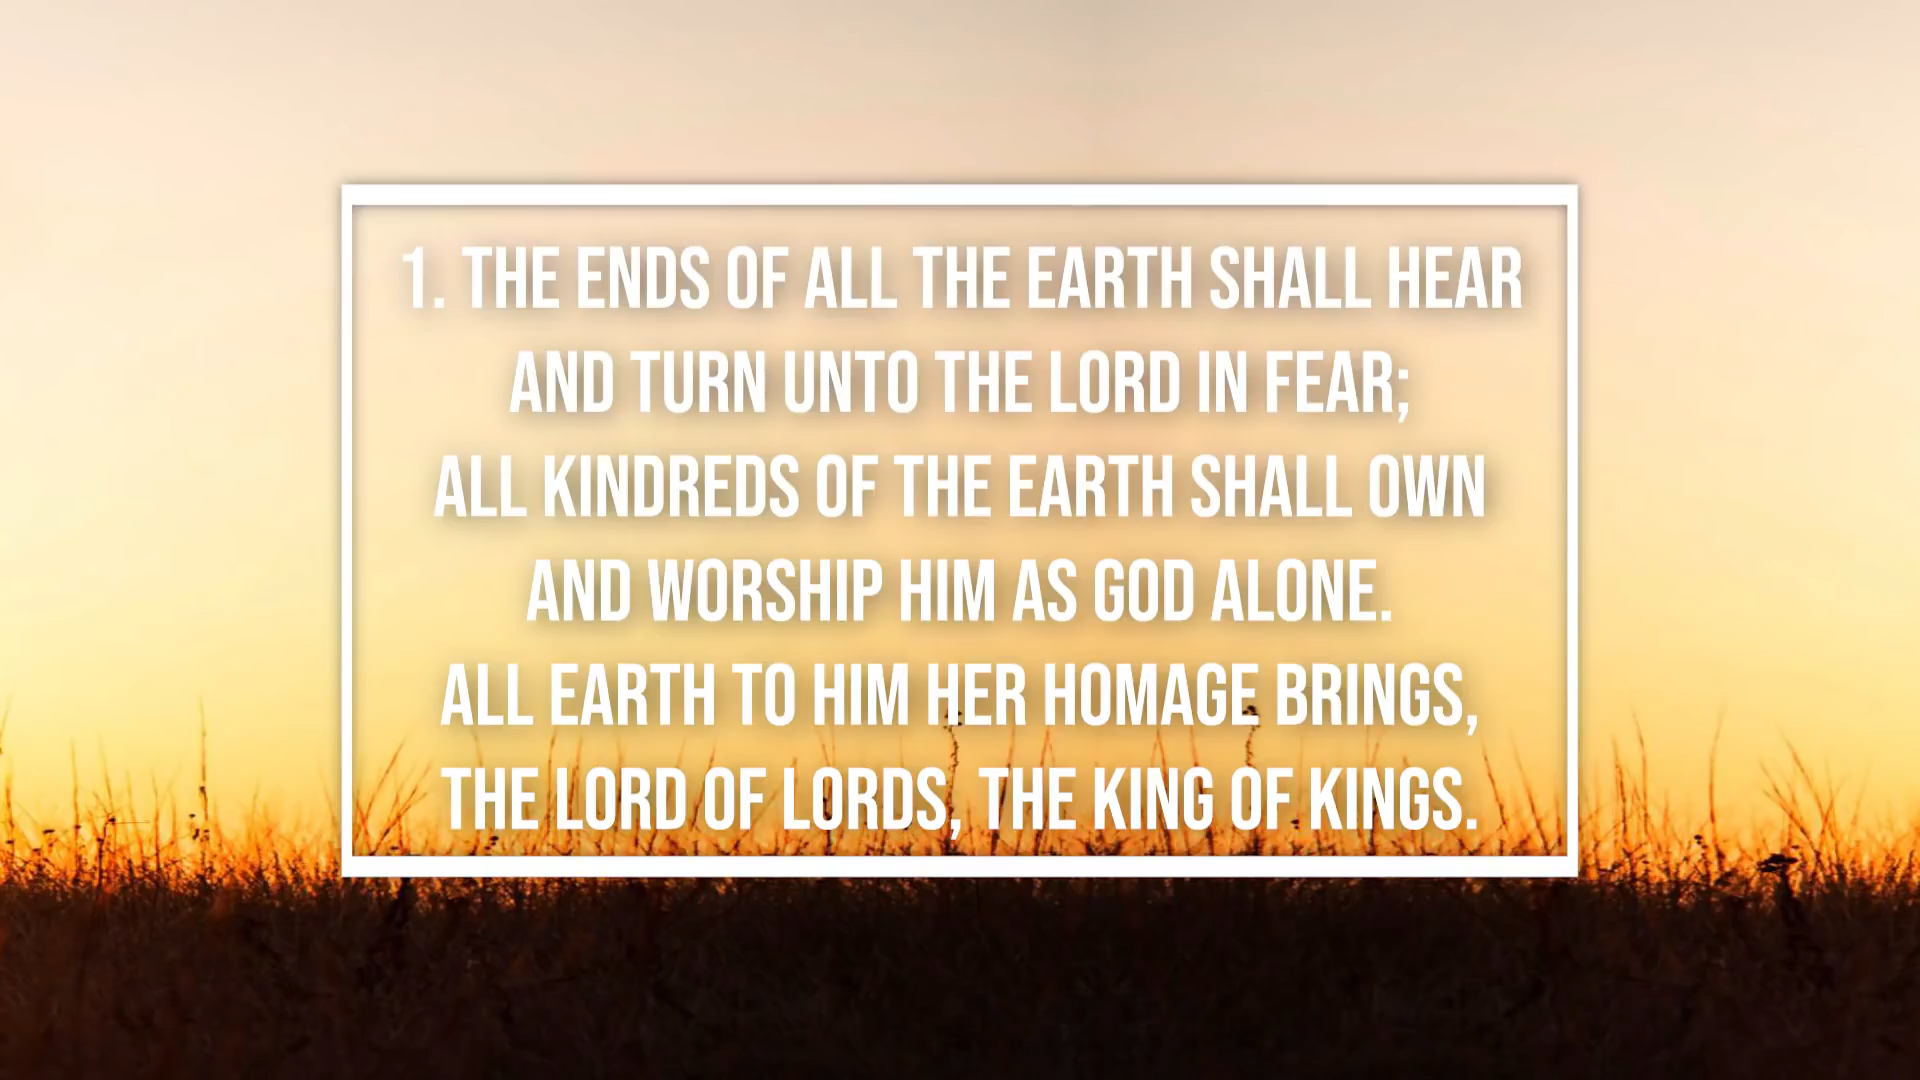 1. THE ENDS OF ALL THE EARTH SHALL HEAR
AND TURN UNTO THE LORD IN FEAR;
ALL KINDREDS OF THE EARTH SHALL OWN
AND WORSHIP HIM AS GOD ALONE.
ALL EARTH TO HIM HER HOMAGE BRINGS,
THE LORD OF LORDS, THE KING OF KINGS.